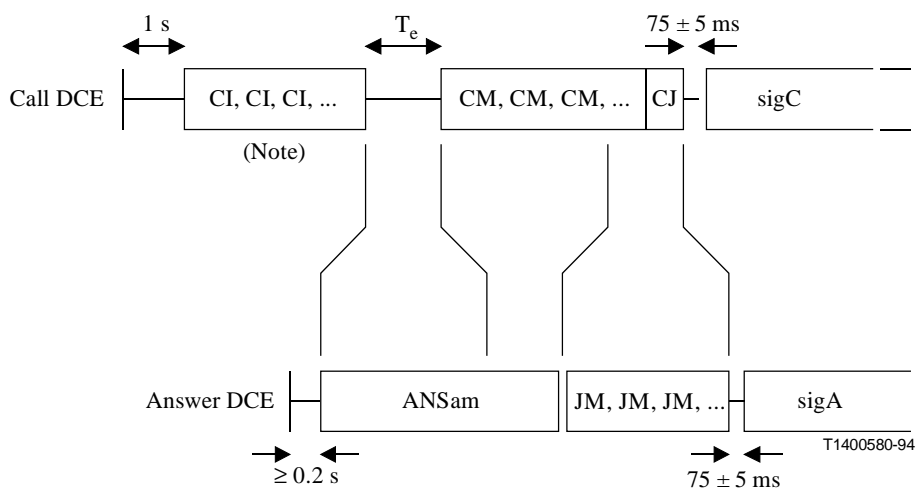 1 s
T_e
75 ± 5 ms
Call DCE
CI, CI, CI, ...
CM, CM, CM, ...
CJ
sigC
(Note)
Answer DCE
ANSam
JM, JM, JM, ...
sigA
T1400580-94
≥ 0.2 s
75 ± 5 ms